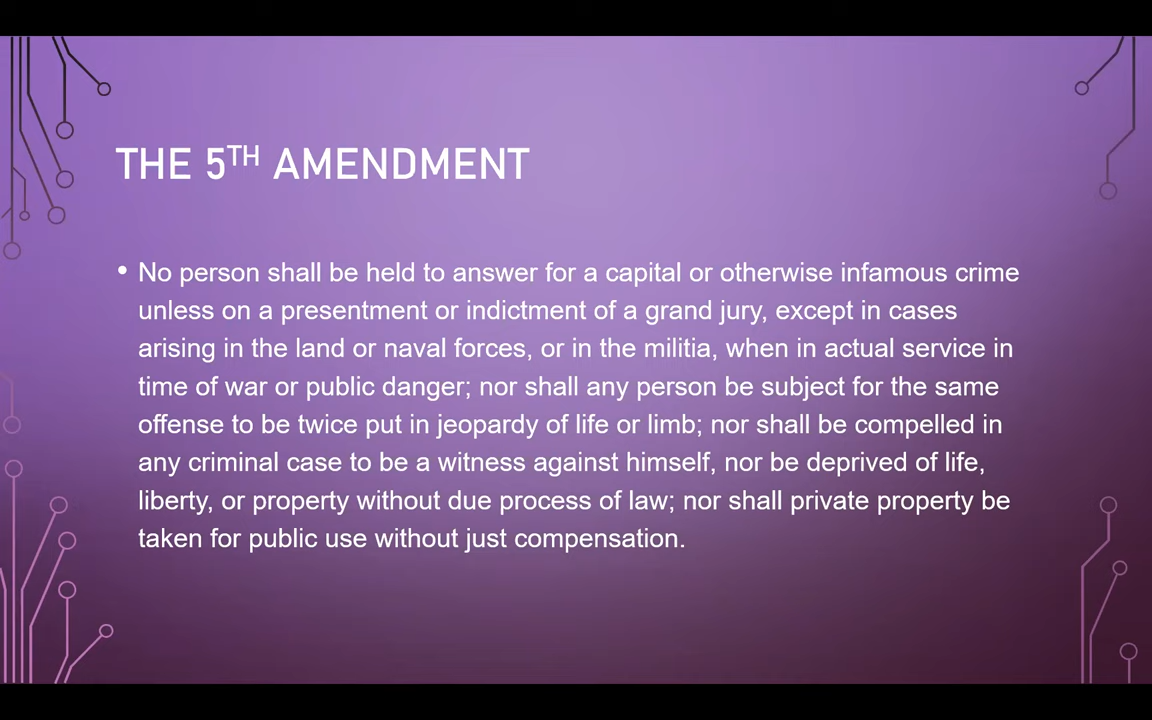 THE 5TH AMENDMENT
• No person shall be held to answer for a capital or otherwise infamous crime
unless on a presentment or indictment of a grand jury, except in cases
arising in the land or naval forces, or in the militia, when in actual service in
time of war or public danger; nor shall any person be subject for the same
offense to be twice put in jeopardy of life or limb; nor shall be compelled in
any criminal case to be a witness against himself, nor be deprived of life,
liberty, or property without due process of law; nor shall private property be
taken for public use without just compensation.